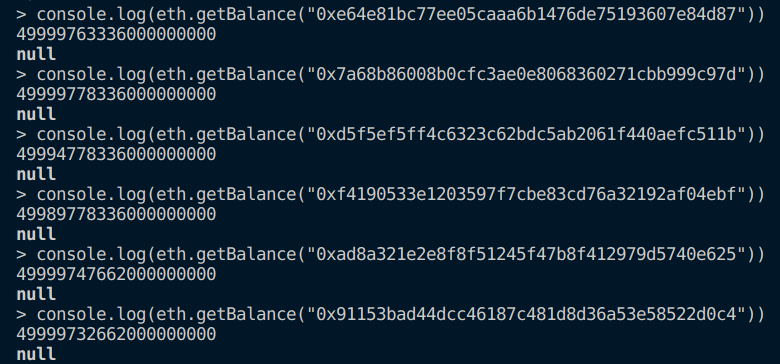 > console.log(eth.getBalance("0xe64e81bc77ee05caaa6b1476de75193607e84d87"))
49999763336000000000
null
> console.log(eth.getBalance("0x7a68b86008b0cfc3ae0e8068360271cbb999c97d"))
49999778336000000000
null
> console.log(eth.getBalance("0xd5f5ef5ff4c6323c62bdc5ab2061f440aefc511b"))
49994778336000000000
null
> console.log(eth.getBalance("0xf4190533e1203597f7cbe83cd76a32192af04ebf"))
49989778336000000000
null
> console.log(eth.getBalance("0xad8a321e2e8f8f51245f47b8f412979d5740e625"))
49999747662000000000
null
> console.log(eth.getBalance("0x91153bad44dcc46187c481d8d36a53e58522d0c4"))
49999732662000000000
null